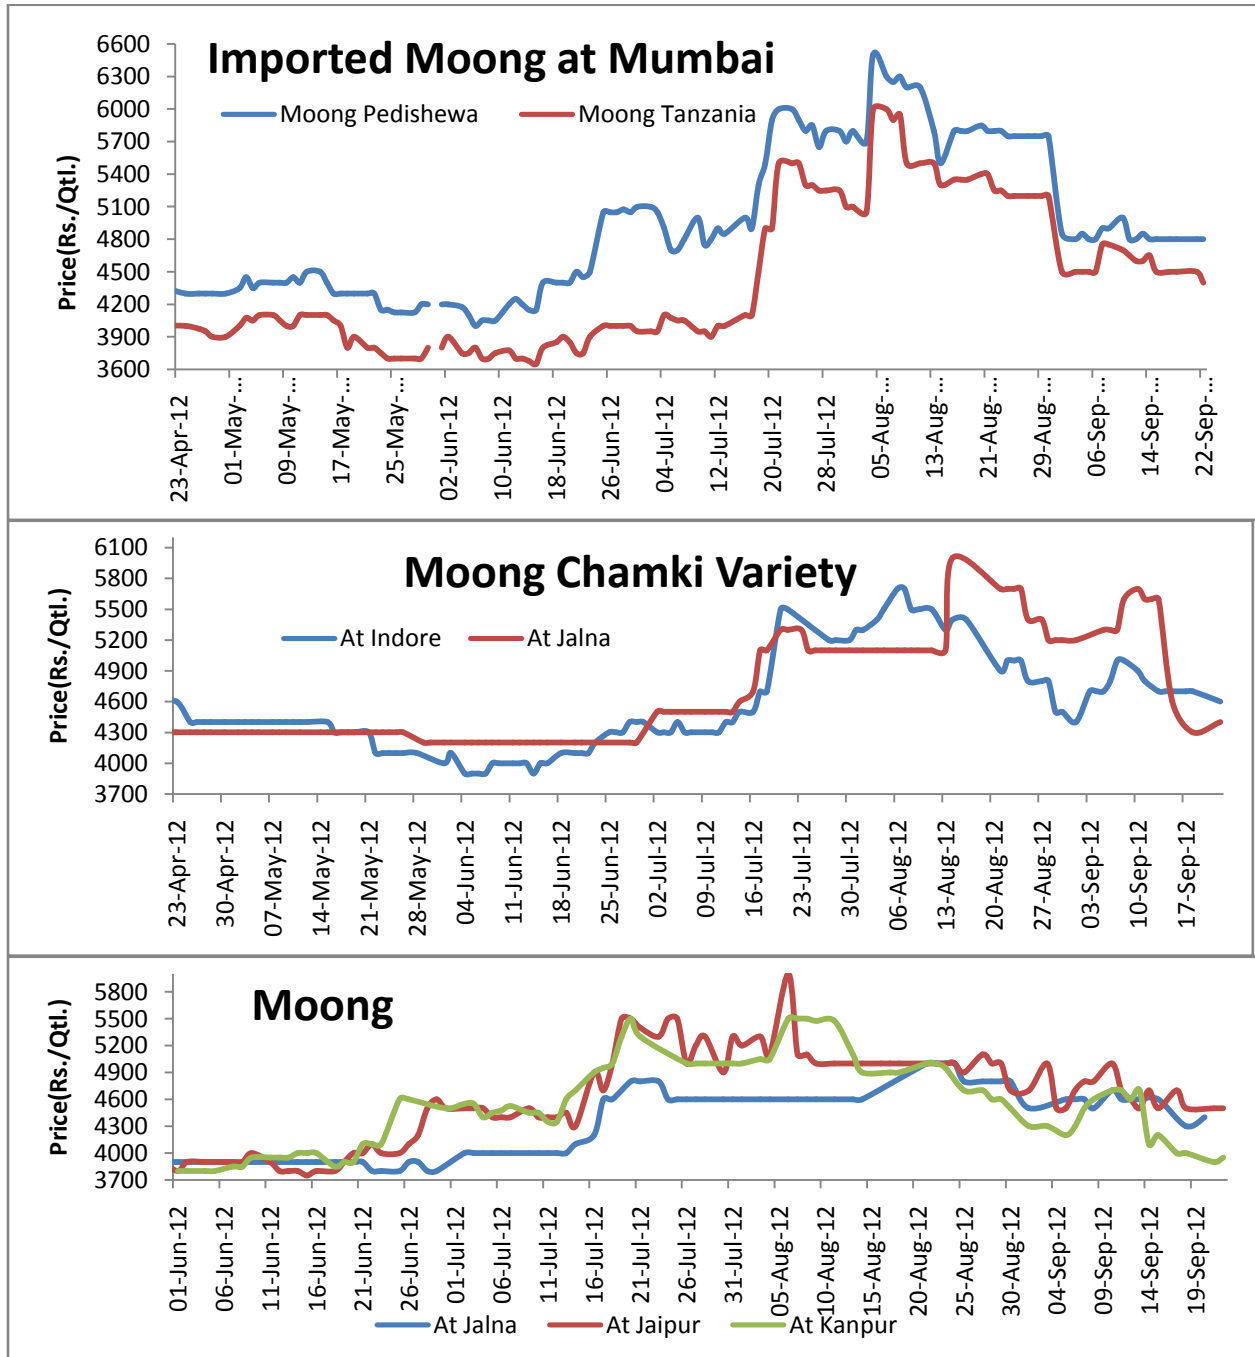 Imported Moong at Mumbai
Moong Pedishewa Moong Tanzania
Price(Rs./Qtl.)
6600
6300
6000
5700
5400
5100
4800
4500
4200
3900
3600
23-Apr-12 01-May-... 09-May-... 17-May-... 25-May-... 02-Jun-12 10-Jun-12 18-Jun-12 26-Jun-12 04-Jul-12 12-Jul-12 20-Jul-12 28-Jul-12 05-Aug-... 13-Aug-... 21-Aug-... 29-Aug-... 06-Sep-... 14-Sep-... 22-Sep-...
Moong Chamki Variety
At Indore At Jalna
Price(Rs./Qtl.)
6100
5800
5500
5200
4900
4600
4300
4000
3700
23-Apr-12 30-Apr-12 07-May-12 14-May-12 21-May-12 28-May-12 04-Jun-12 11-Jun-12 18-Jun-12 25-Jun-12 02-Jul-12 09-Jul-12 16-Jul-12 23-Jul-12 30-Jul-12 06-Aug-12 13-Aug-12 20-Aug-12 27-Aug-12 03-Sep-12 10-Sep-12 17-Sep-12
Moong
Price(Rs./Qtl.)
5800
5500
5200
4900
4600
4300
4000
3700
01-Jun-12 06-Jun-12 11-Jun-12 16-Jun-12 21-Jun-12 26-Jun-12 01-Jul-12 06-Jul-12 11-Jul-12 16-Jul-12 21-Jul-12 26-Jul-12 31-Jul-12 05-Aug-12 10-Aug-12 15-Aug-12 20-Aug-12 25-Aug-12 30-Aug-12 04-Sep-12 09-Sep-12 14-Sep-12 19-Sep-12
At Jalna At Jaipur At Kanpur